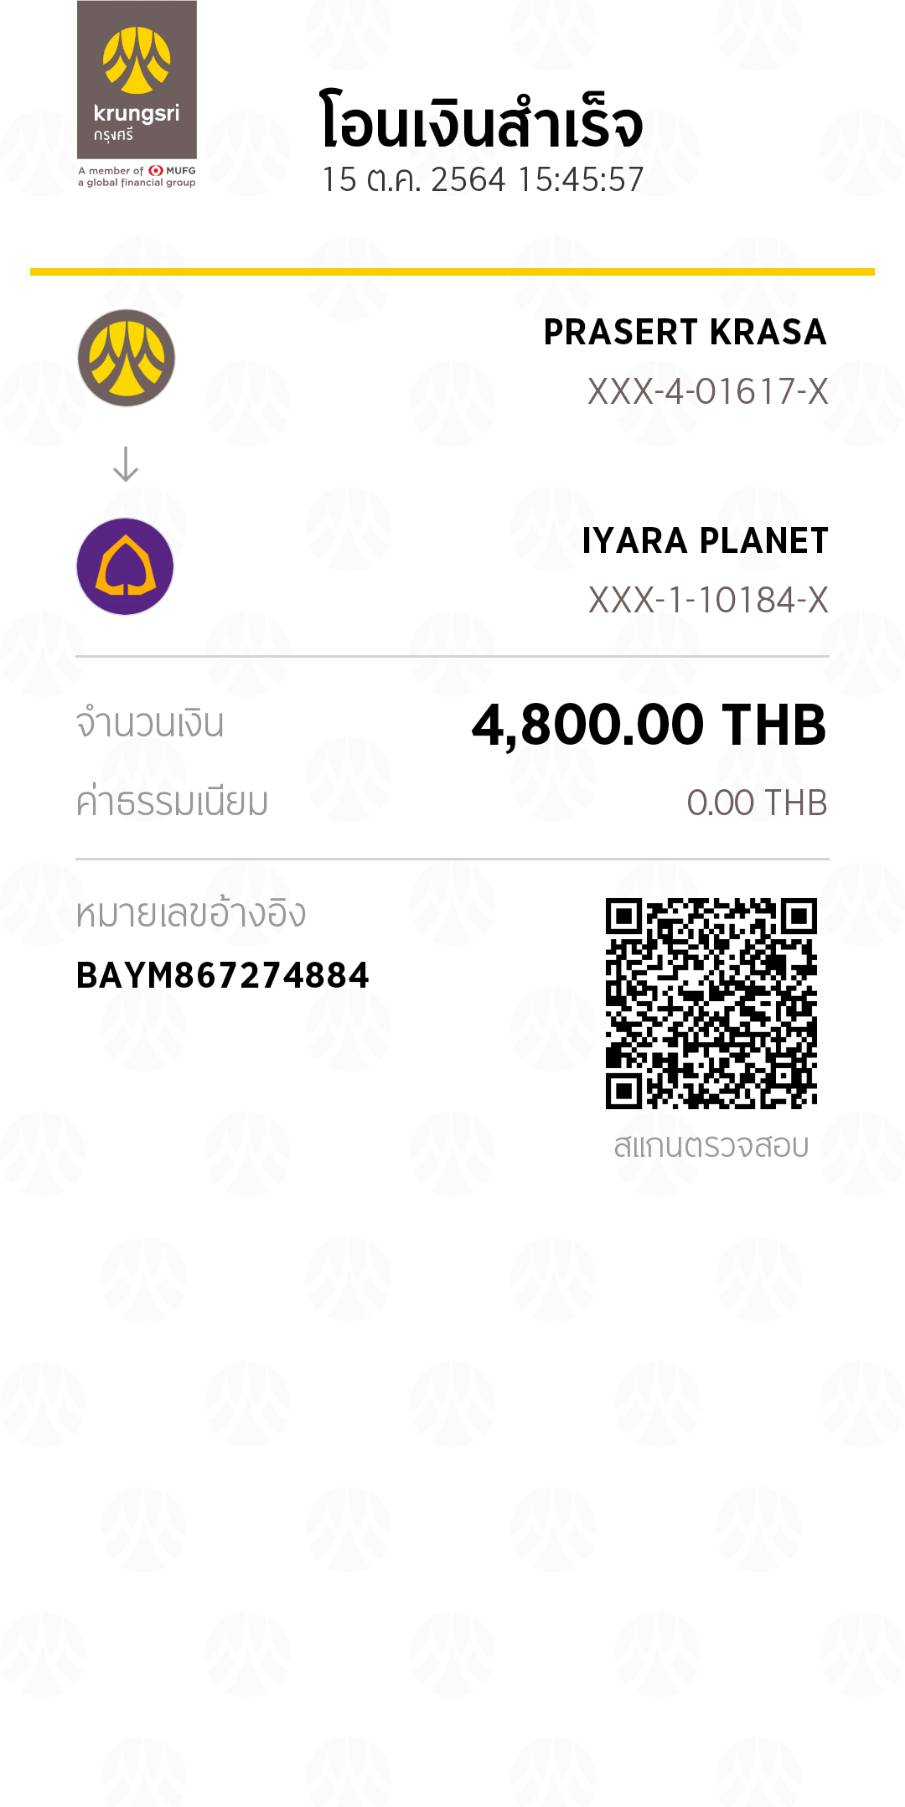 krungsri
กรุงศรี
A member of MUFG
a global financial group
โอนเงินสำเร็จ
15 ต.ค. 2564 15:45:57
PRASERT KRASA
XXX-4-01617-X
IYARA PLANET
XXX-1-10184-X
จำนวนเงิน 4,800.00 THB
ค่าธรรมเนียม 0.00 THB
หมายเลขอ้างอิง
BAYM867274884
สแกนตรวจสอบ